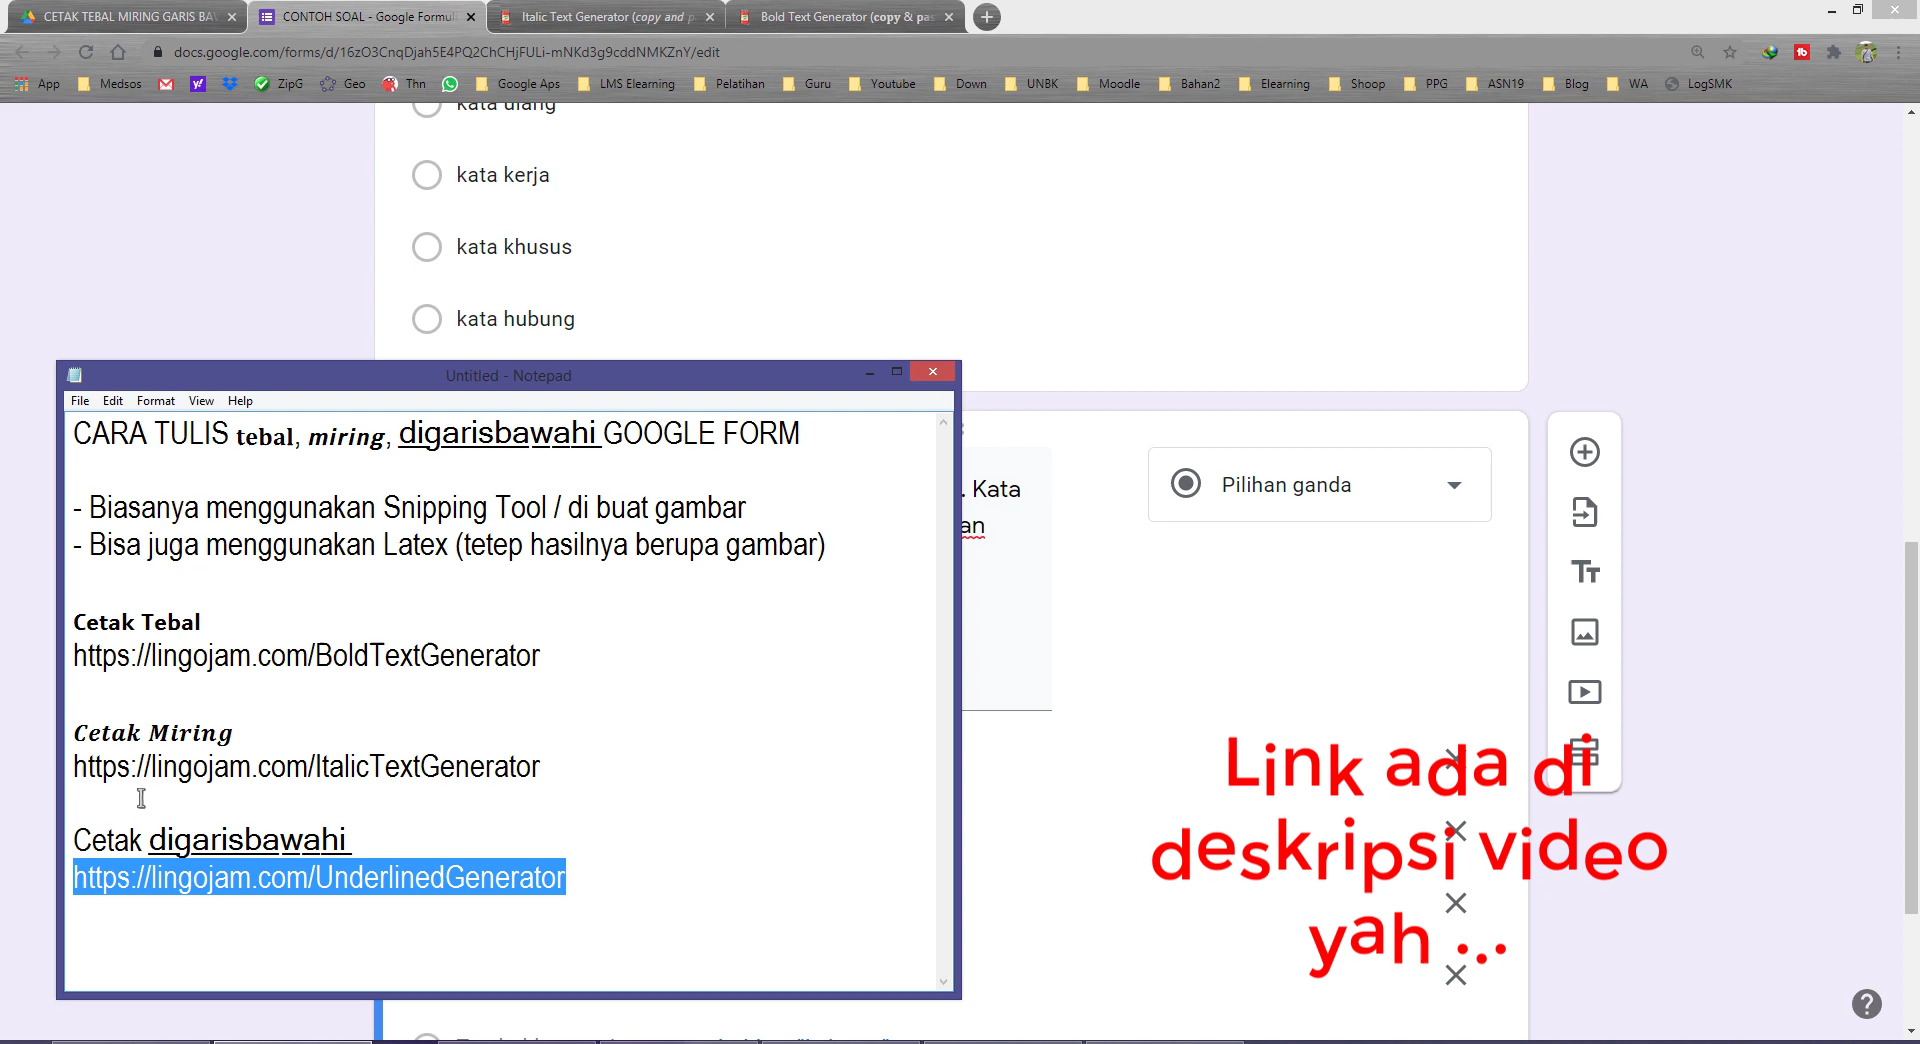 CETAK TEBAL MIRING GARIS BAW
CONTOH SOAL - Google Formuli
Italic Text Generator (copy and p
Bold Text Generator (copy & pas
docs.google.com/forms/d/16zO3CnqDjah5E4PQ2ChCHjFULi-mNKd3g9cddNMKZnY/edit
App Medsos ZipG Geo Thn Google Aps LMS Elearning Pelatihan Guru Youtube Down UNBK Moodle Bahan2 Elearning Shoop PPG ASN19 Blog WA LogSMK
kata ulang
kata kerja
kata khusus
kata hubung
Untitled - Notepad
File Edit Format View Help
CARA TULIS tebal, miring, digarisbawahi GOOGLE FORM
- Biasanya menggunakan Snipping Tool / di buat gambar
- Bisa juga menggunakan Latex (tetep hasilnya berupa gambar)
Cetak Tebal
https://lingojam.com/BoldTextGenerator
Cetak Miring
https://lingojam.com/ItalicTextGenerator
Cetak digarisbawahi
https://lingojam.com/UnderlinedGenerator
. Kata
an
Pilihan ganda
Link ada di
deskripsi video
yah ...